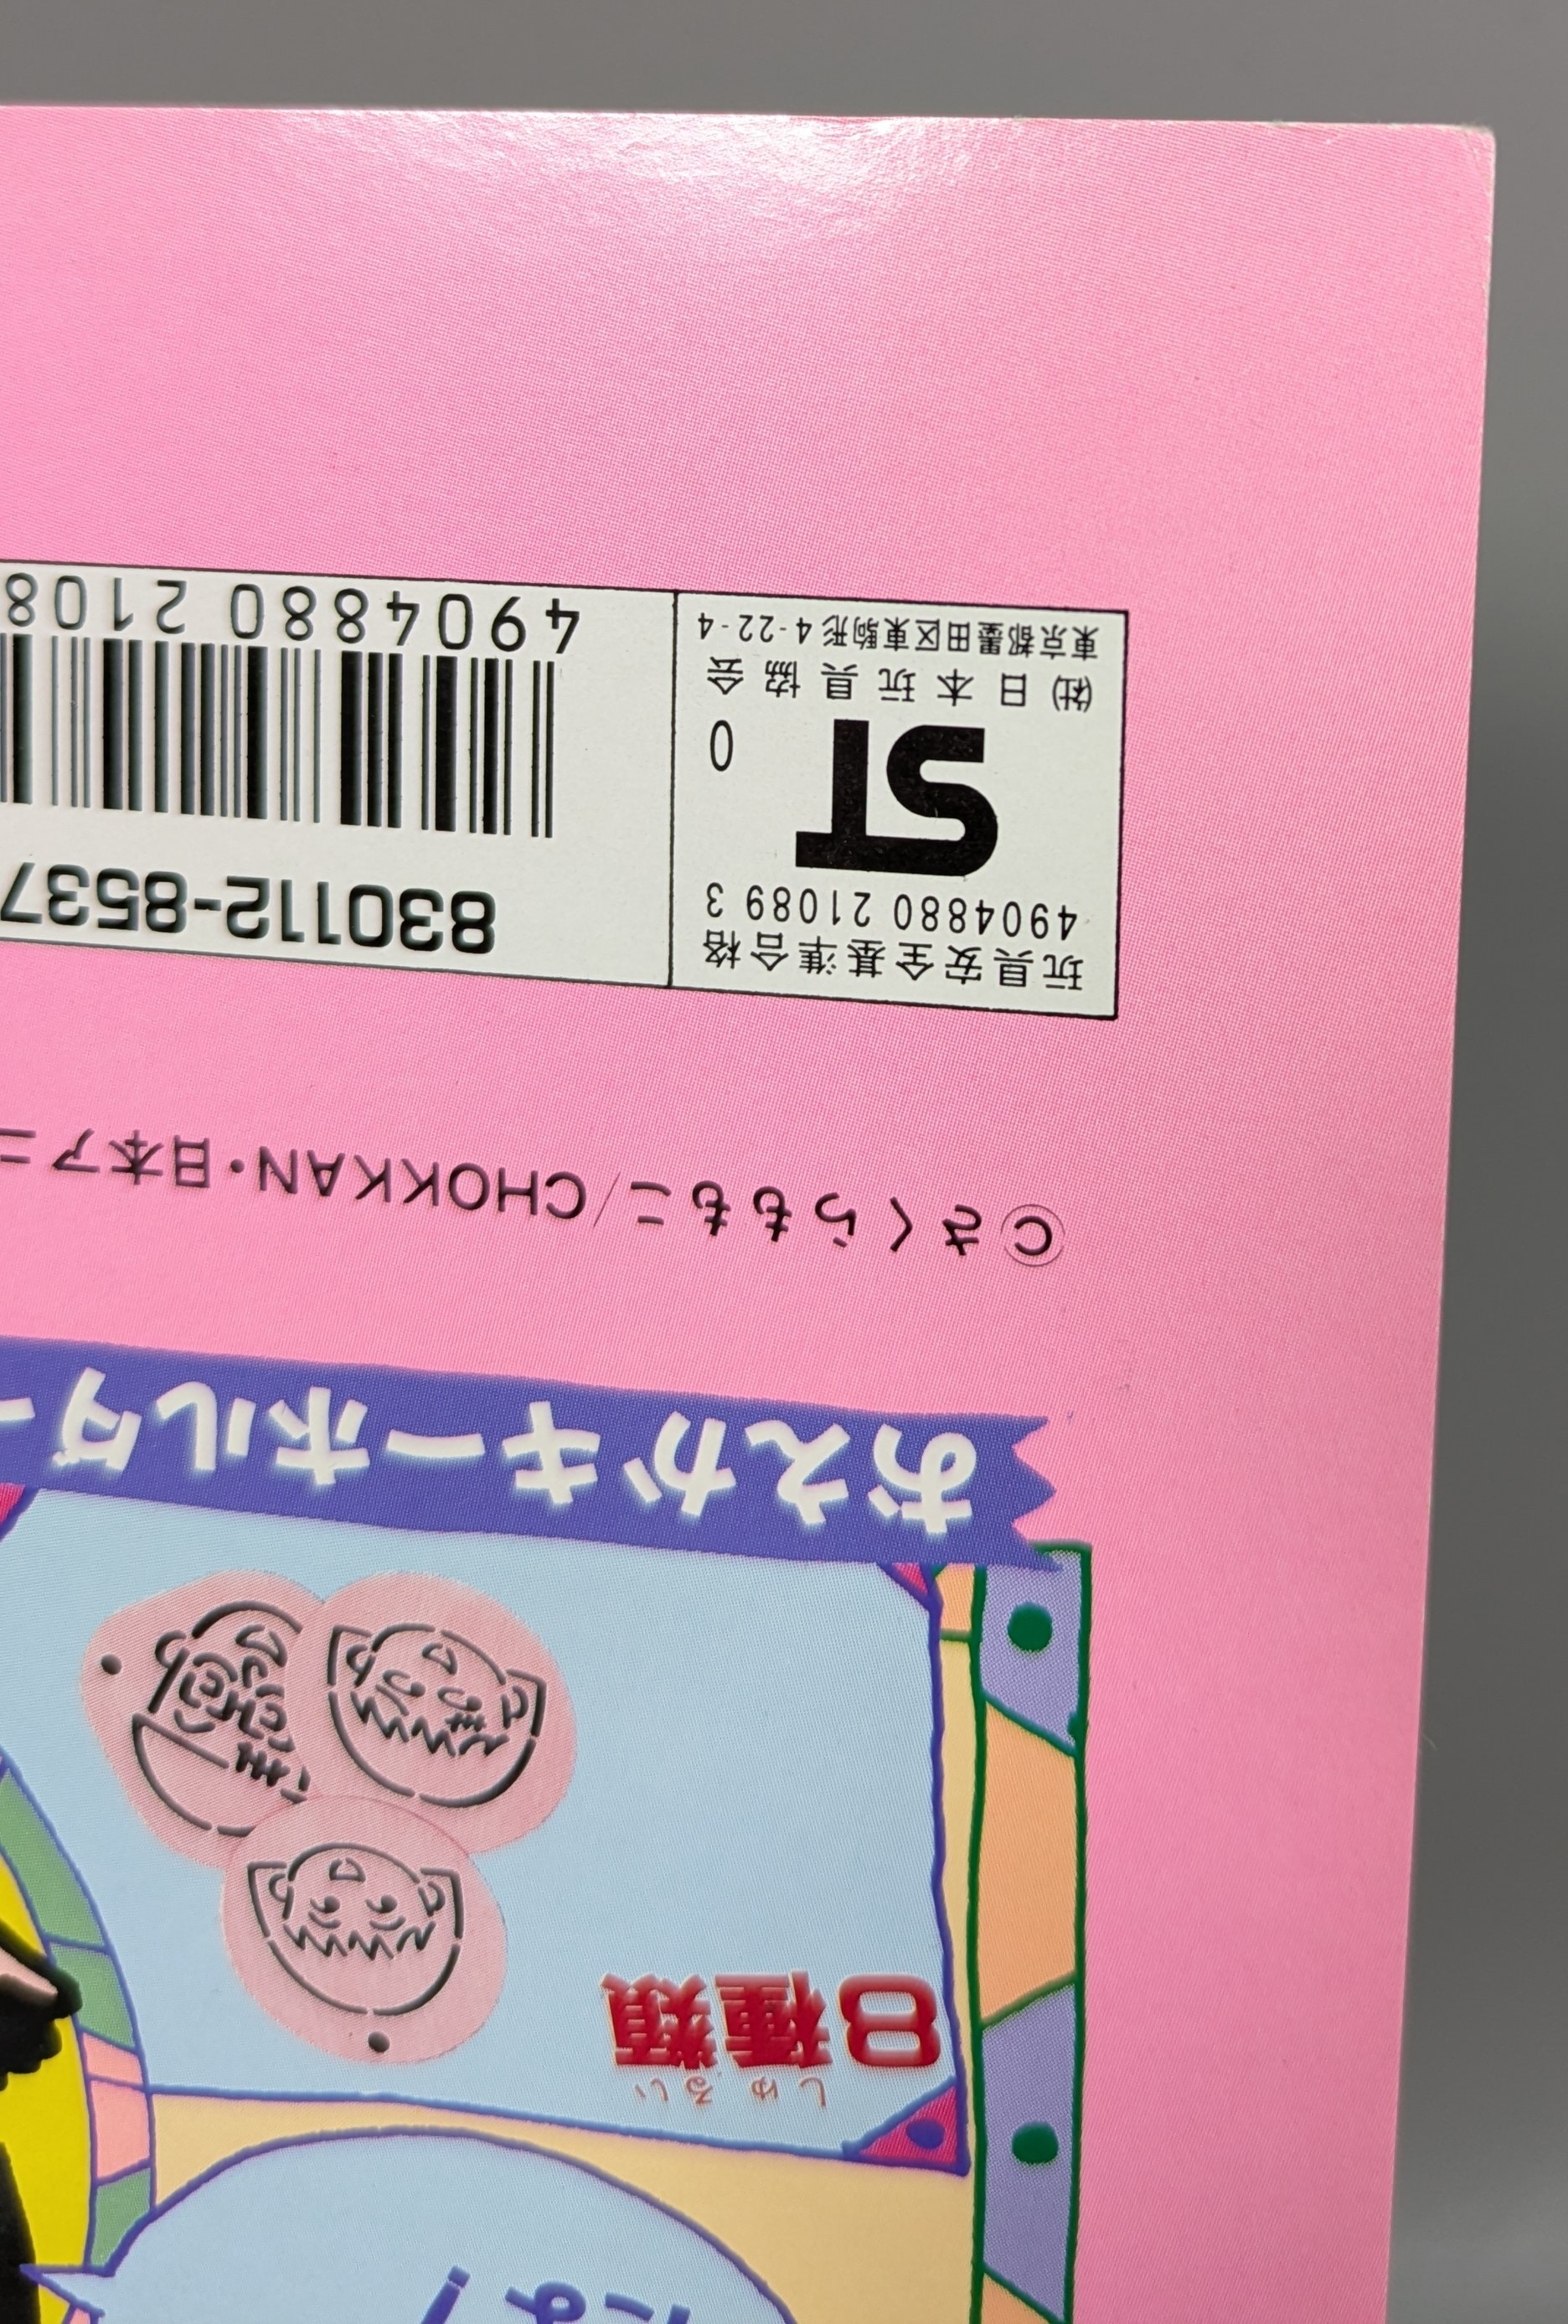 しゅるい
8種類
おえかキーホルダー
©さくらももこ/CHOKKAN・日本アニ
玩具安全基準合格
4904880 21089 3
ST 0
(社)日本玩具協会
東京都墨田区東駒形4-22-4
830112-8537
4904880 2108